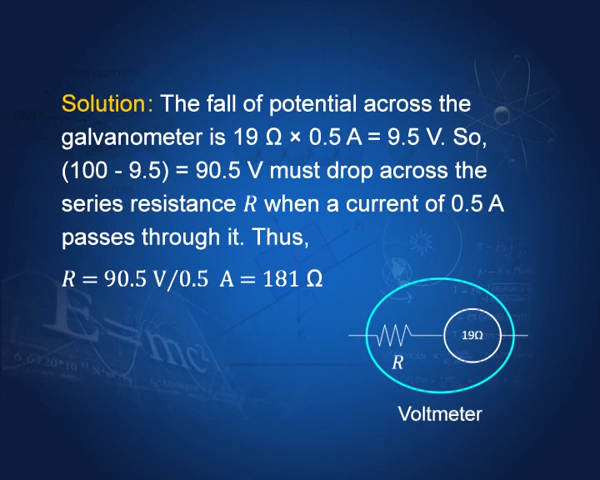 Solution: The fall of potential across the
galvanometer is 19 Ω × 0.5 A = 9.5 V. So,
(100 - 9.5) = 90.5 V must drop across the
series resistance R when a current of 0.5 A
passes through it. Thus,
R = 90.5 V/0.5 A = 181 Ω
E=mc²
19Ω
R
Voltmeter